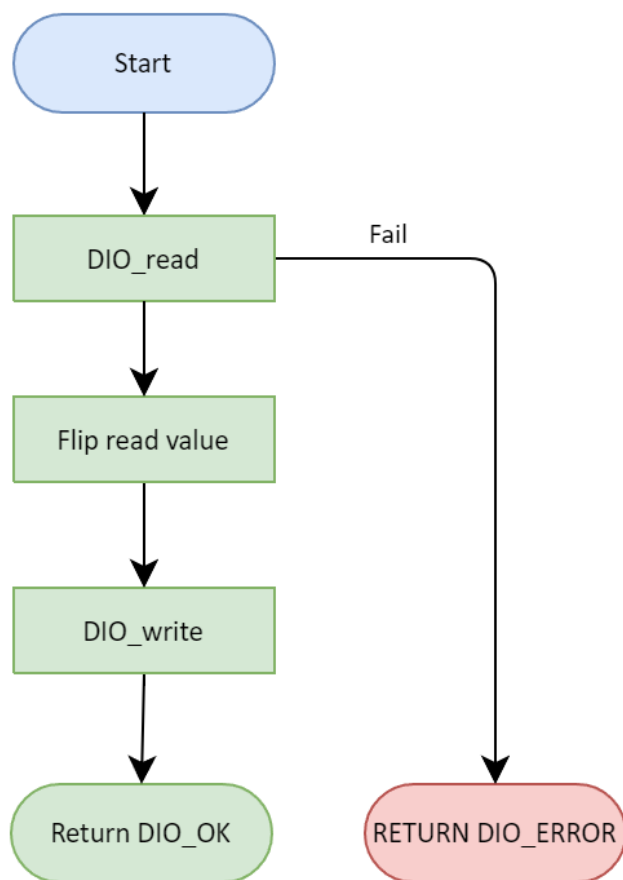 Start
DIO_read
Fail
Flip read value
DIO_write
Return DIO_OK
RETURN DIO_ERROR